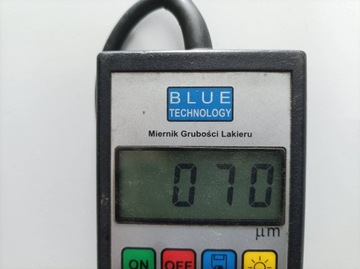 BLUE
TECHNOLOGY
Miernik Grubości Lakieru
070
µm
ON OFF